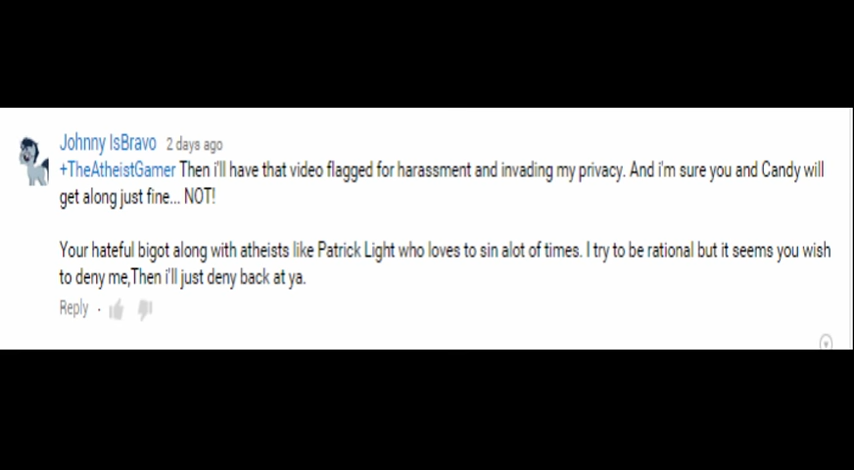 Johnny IsBravo 2 days ago
+TheAtheistGamer Then i'll have that video flagged for harassment and invading my privacy. And i'm sure you and Candy will
get along just fine... NOT!
Your hateful bigot along with atheists like Patrick Light who loves to sin alot of times. I try to be rational but it seems you wish
to deny me,Then i'll just deny back at ya.
Reply ·